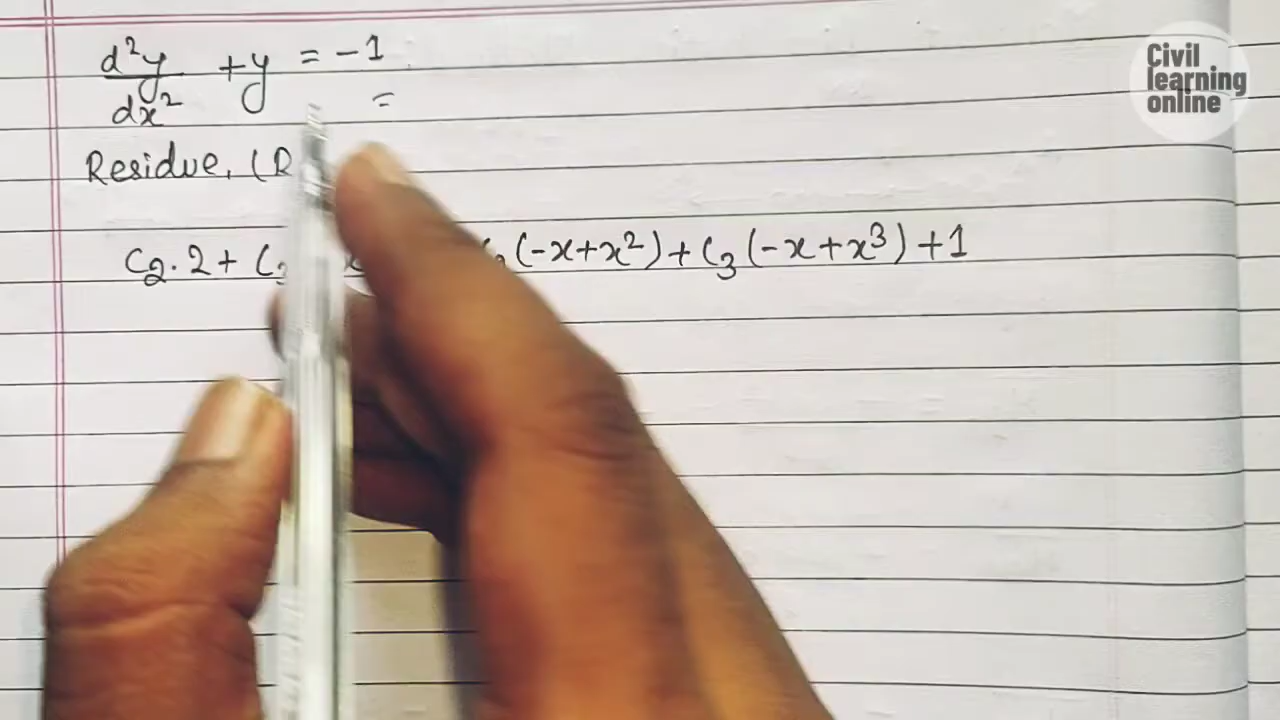 d²y/dx² + y = -1
=
Residue, (R
C₂.2 + C (-x+x²) + C₃(-x+x³) + 1
Civil
learning
online